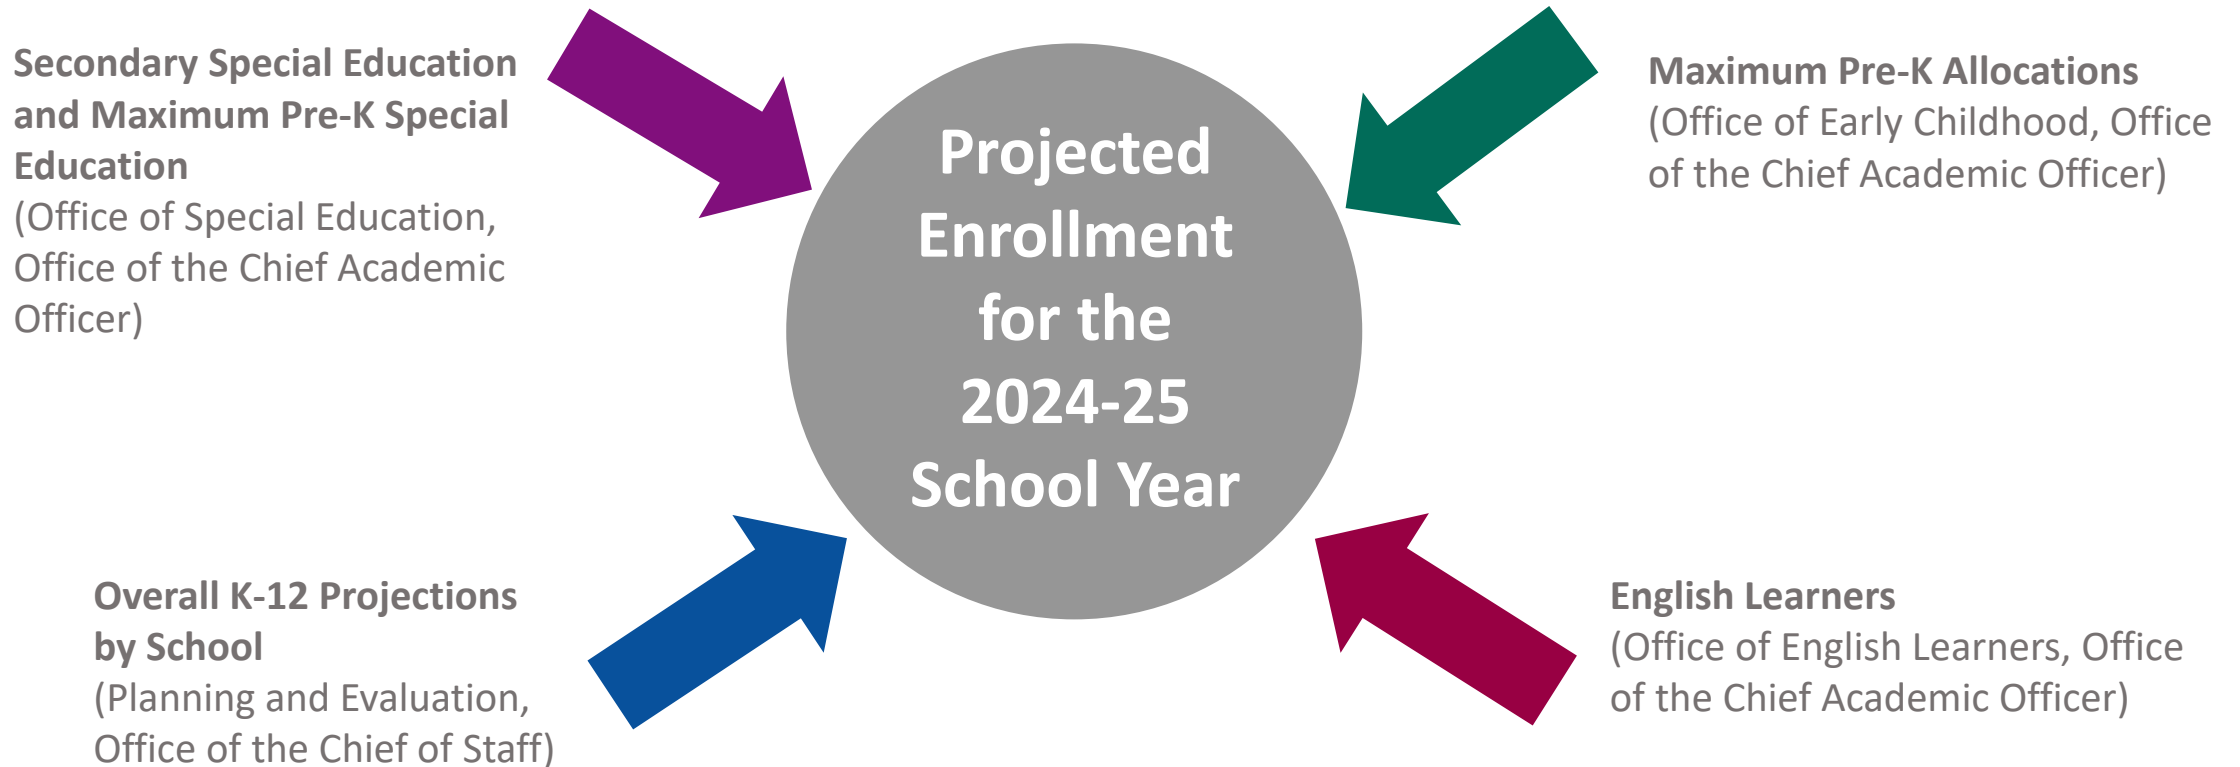 Secondary Special Education
and Maximum Pre-K Special
Education
(Office of Special Education,
Office of the Chief Academic
Officer)
Projected
Enrollment
for the
2024-25
School Year
Maximum Pre-K Allocations
(Office of Early Childhood, Office
of the Chief Academic Officer)
Overall K-12 Projections
by School
(Planning and Evaluation,
Office of the Chief of Staff)
English Learners
(Office of English Learners, Office
of the Chief Academic Officer)